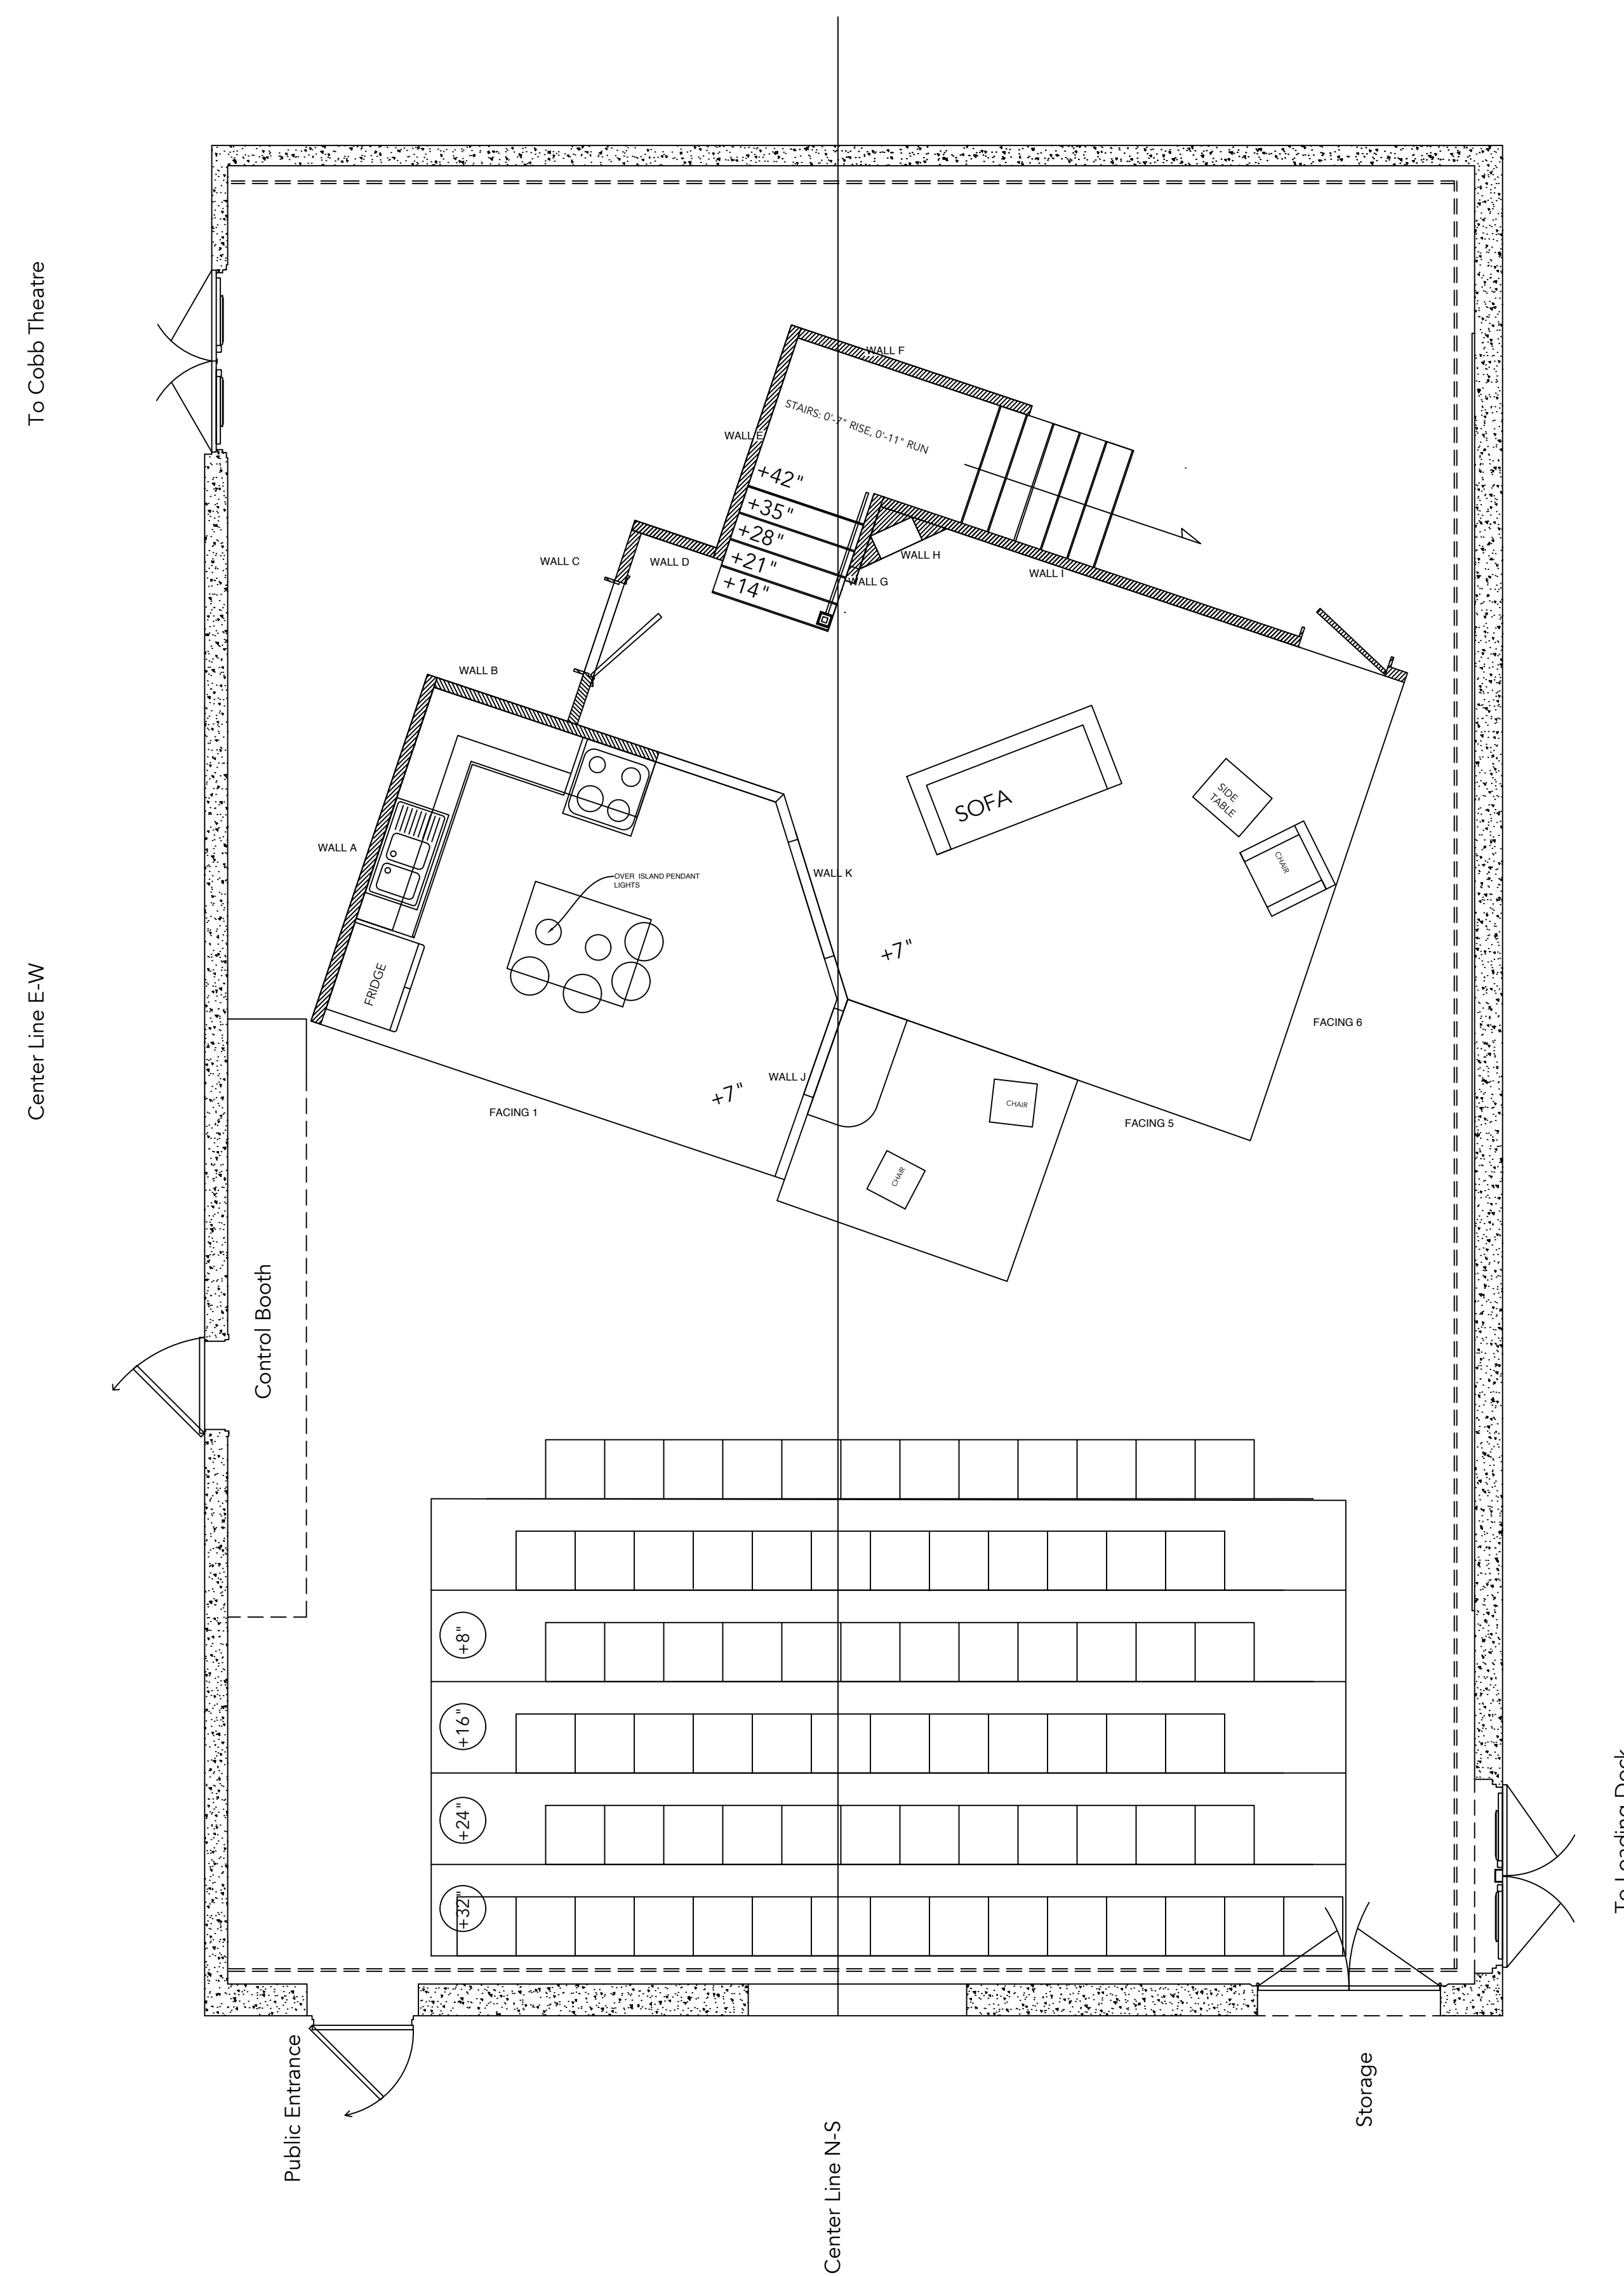 To Cobb Theatre
WALL F
STAIRS: 0'-7" RISE, 0'-11" RUN
WALL E
+42"
+35"
+28"
+21"
+14"
WALL C
WALL D
WALL H
WALL G
WALL I
WALL B
SOFA
SIDE
TABLE
CHAIR
WALL A
OVER ISLAND PENDANT
LIGHTS
WALL K
+7"
FRIDGE
Center Line E-W
FACING 6
WALL J
+7"
CHAIR
FACING 1
FACING 5
CHAIR
Control Booth
+8"
+16"
+24"
+32"
To Loading Dock
Public Entrance
Storage
Center Line N-S